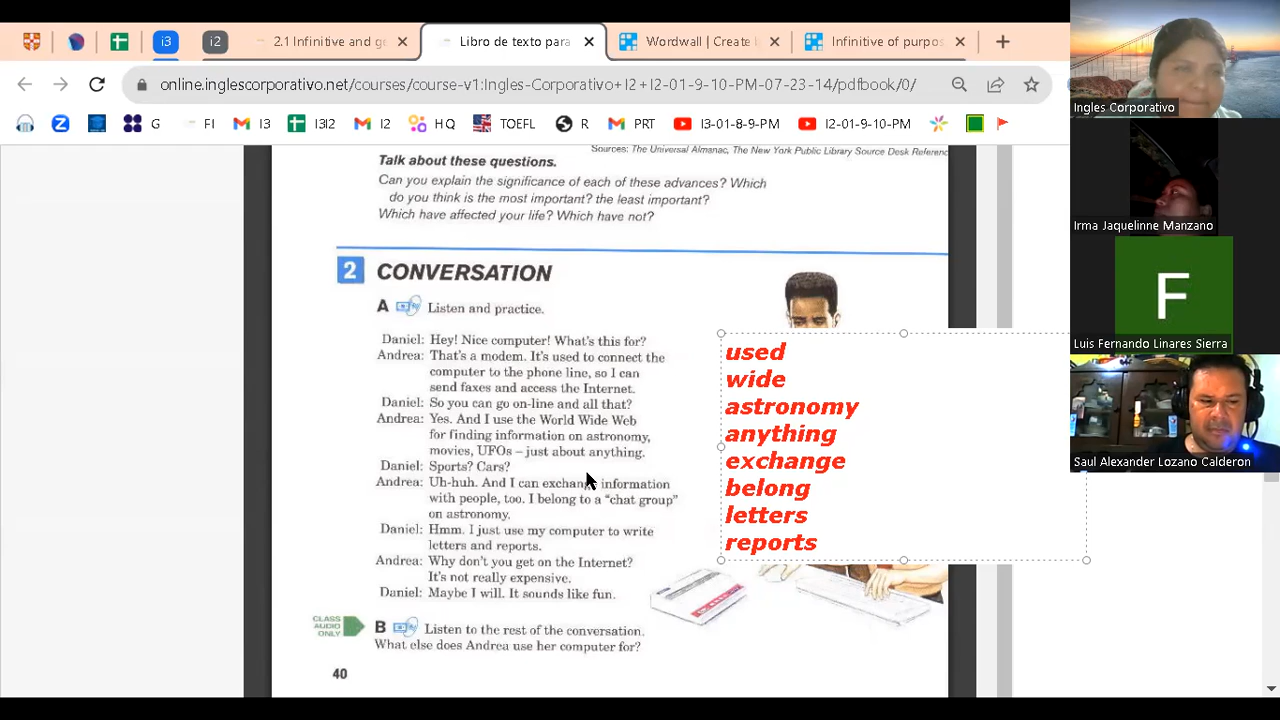 i3
i2
2.1 Infinitive and ge
Libro de texto para
Wordwall | Create
Infinitive of purpos
online.inglescorporativo.net/courses/course-v1:Ingles-Corporativo+I2+I2-01-9-10-PM-07-23-14/pdfbook/0/
G
FI
I3
I3I2
I2
HQ
TOEFL
R
PRT
I3-01-8-9-PM
I2-01-9-10-PM
Sources: The Universal Almanac, The New York Public Library Source Desk Referenc
Talk about these questions.
Can you explain the significance of each of these advances? Which
do you think is the most important? the least important?
Which have affected your life? Which have not?
2 CONVERSATION
A Listen and practice.
Daniel: Hey! Nice computer! What's this for?
Andrea: That's a modem. It's used to connect the
computer to the phone line, so I can
send faxes and access the Internet.
Daniel: So you can go on-line and all that?
Andrea: Yes. And I use the World Wide Web
for finding information on astronomy,
movies, UFOs – just about anything.
Daniel: Sports? Cars?
Andrea: Uh-huh. And I can exchange information
with people, too. I belong to a "chat group"
on astronomy.
Daniel: Hmm. I just use my computer to write
letters and reports.
Andrea: Why don't you get on the Internet?
It's not really expensive.
Daniel: Maybe I will. It sounds like fun.
CLASS
AUDIO
ONLY
B Listen to the rest of the conversation.
What else does Andrea use her computer for?
40
used
wide
astronomy
anything
exchange
belong
letters
reports
Ingles Corporativo
Irma Jaquelinne Manzano
F
Luis Fernando Linares Sierra
Saul Alexander Lozano Calderon